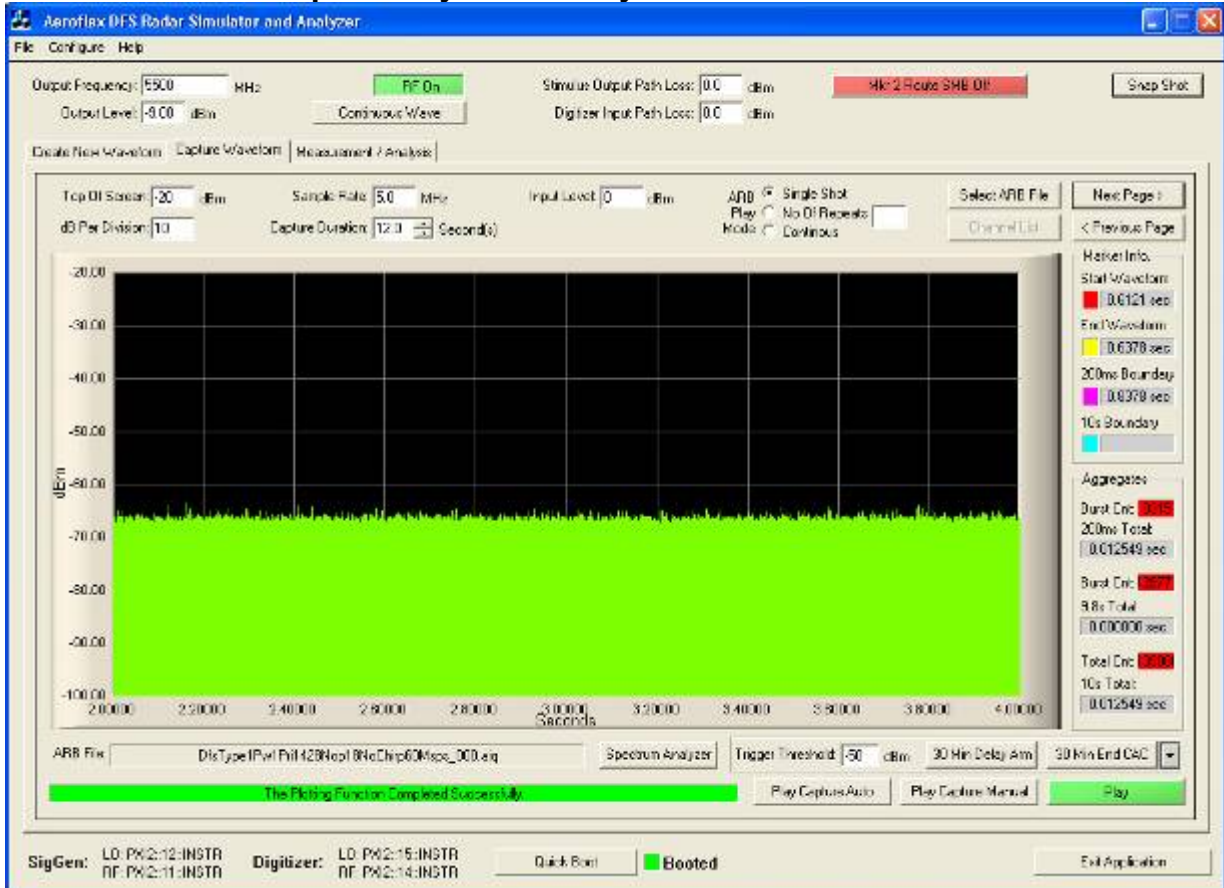 Aeroflex DFS Radar Simulator and Analyzer
File Configure Help
Output Frequency: 5500 MHz RF On Stimulus Output Path Loss: 0.0 dBm Mkr 2 Route SMB Off Snap Shot
Output Level: -9.00 dBm Continuous Wave Digitizer Input Path Loss: 0.0 dBm
Create New Waveform Capture Waveform Measurement / Analysis
Top Of Screen: -20 dBm Sample Rate: 5.0 MHz Input Level: 0 dBm ARB Play Mode: Single Shot Select ARB File Next Page >
No Of Repeats
dB Per Division: 10 Capture Duration: 12.0 Second(s) Continous Channel List < Previous Page
Marker Info.
Start Waveform
0.6121 sec
End Waveform
0.6378 sec
200ms Boundary
0.8378 sec
10s Boundary
Aggregates
Burst Cnt:
200ms Total:
0.012549 sec
Burst Cnt:
9.8s Total
0.000000 sec
Total Cnt:
10s Total:
0.012549 sec
-20.00
-30.00
-40.00
-50.00
-60.00
-70.00
-80.00
-90.00
-100.00
dBm
2.00000 2.20000 2.40000 2.60000 2.80000 3.00000 3.20000 3.40000 3.60000 3.80000 4.00000
Seconds
ARB File DfsType1Pw1Pri1428Nop18NoChirp60Msps_000.aiq Spectrum Analyzer Trigger Threshold: -50 dBm 30 Min Delay Arm 30 Min End CAC
The Plotting Function Completed Successfully. Play Capture Auto Play Capture Manual Play
SigGen: LO: PXI2::12::INSTR Digitizer: LO: PXI2::15::INSTR Quick Boot Booted Exit Application
RF: PXI2::11::INSTR RF: PXI2::14::INSTR